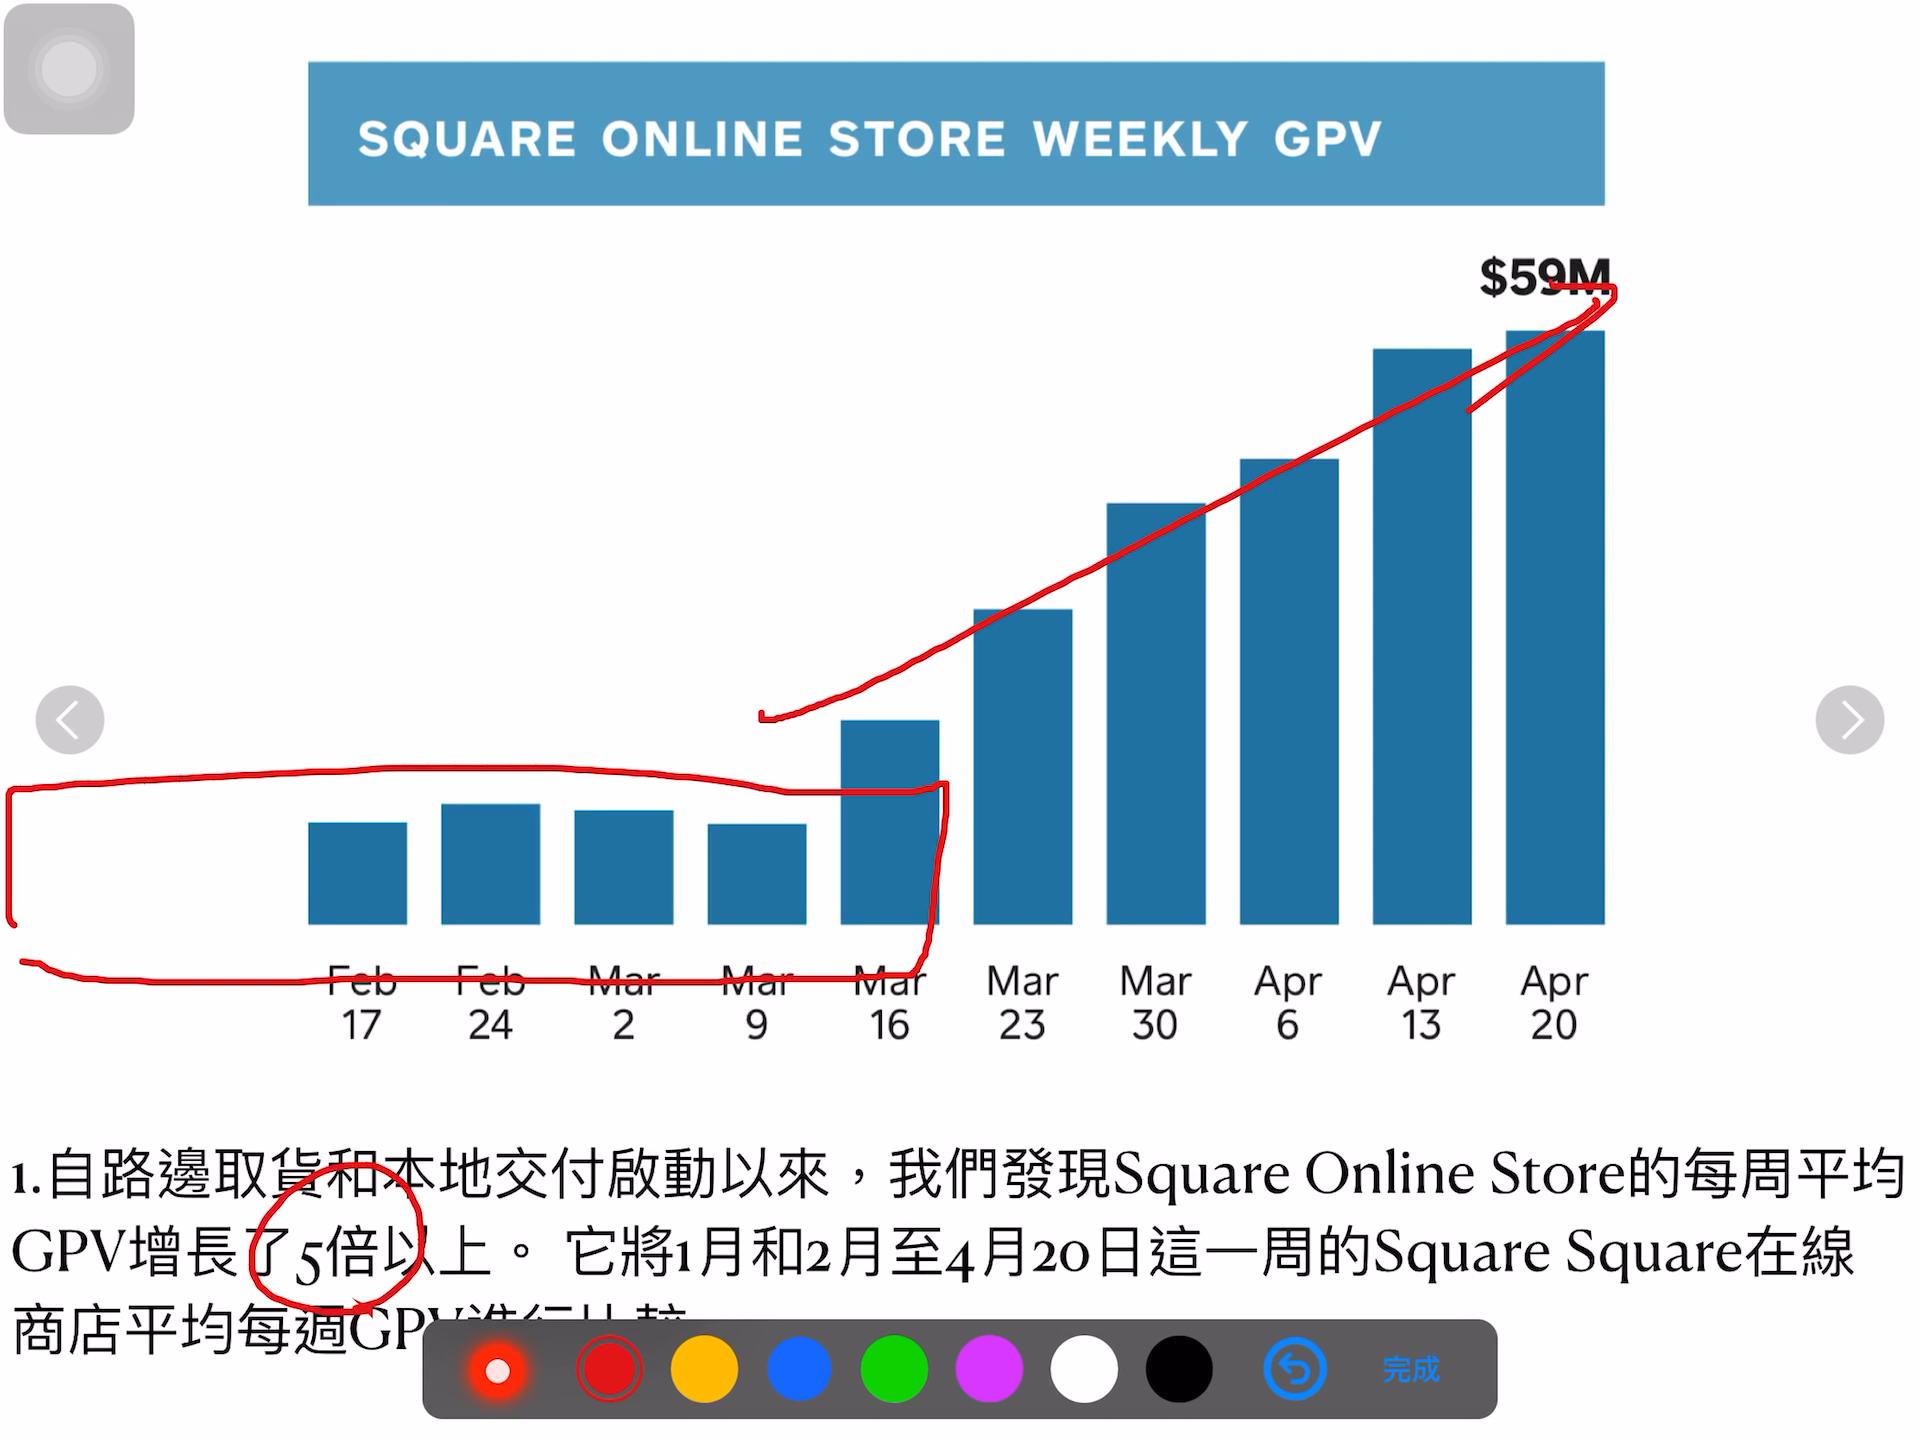 SQUARE ONLINE STORE WEEKLY GPV
$59M
Feb Feb Mar Mar Mar Mar Mar Apr Apr Apr
17 24 2 9 16 23 30 6 13 20
1.自路邊取貨和本地交付啟動以來，我們發現Square Online Store的每周平均
GPV增長了5倍以上。 它將1月和2月至4月20日這一周的Square Square在線
商店平均每週GPV進行比較
完成